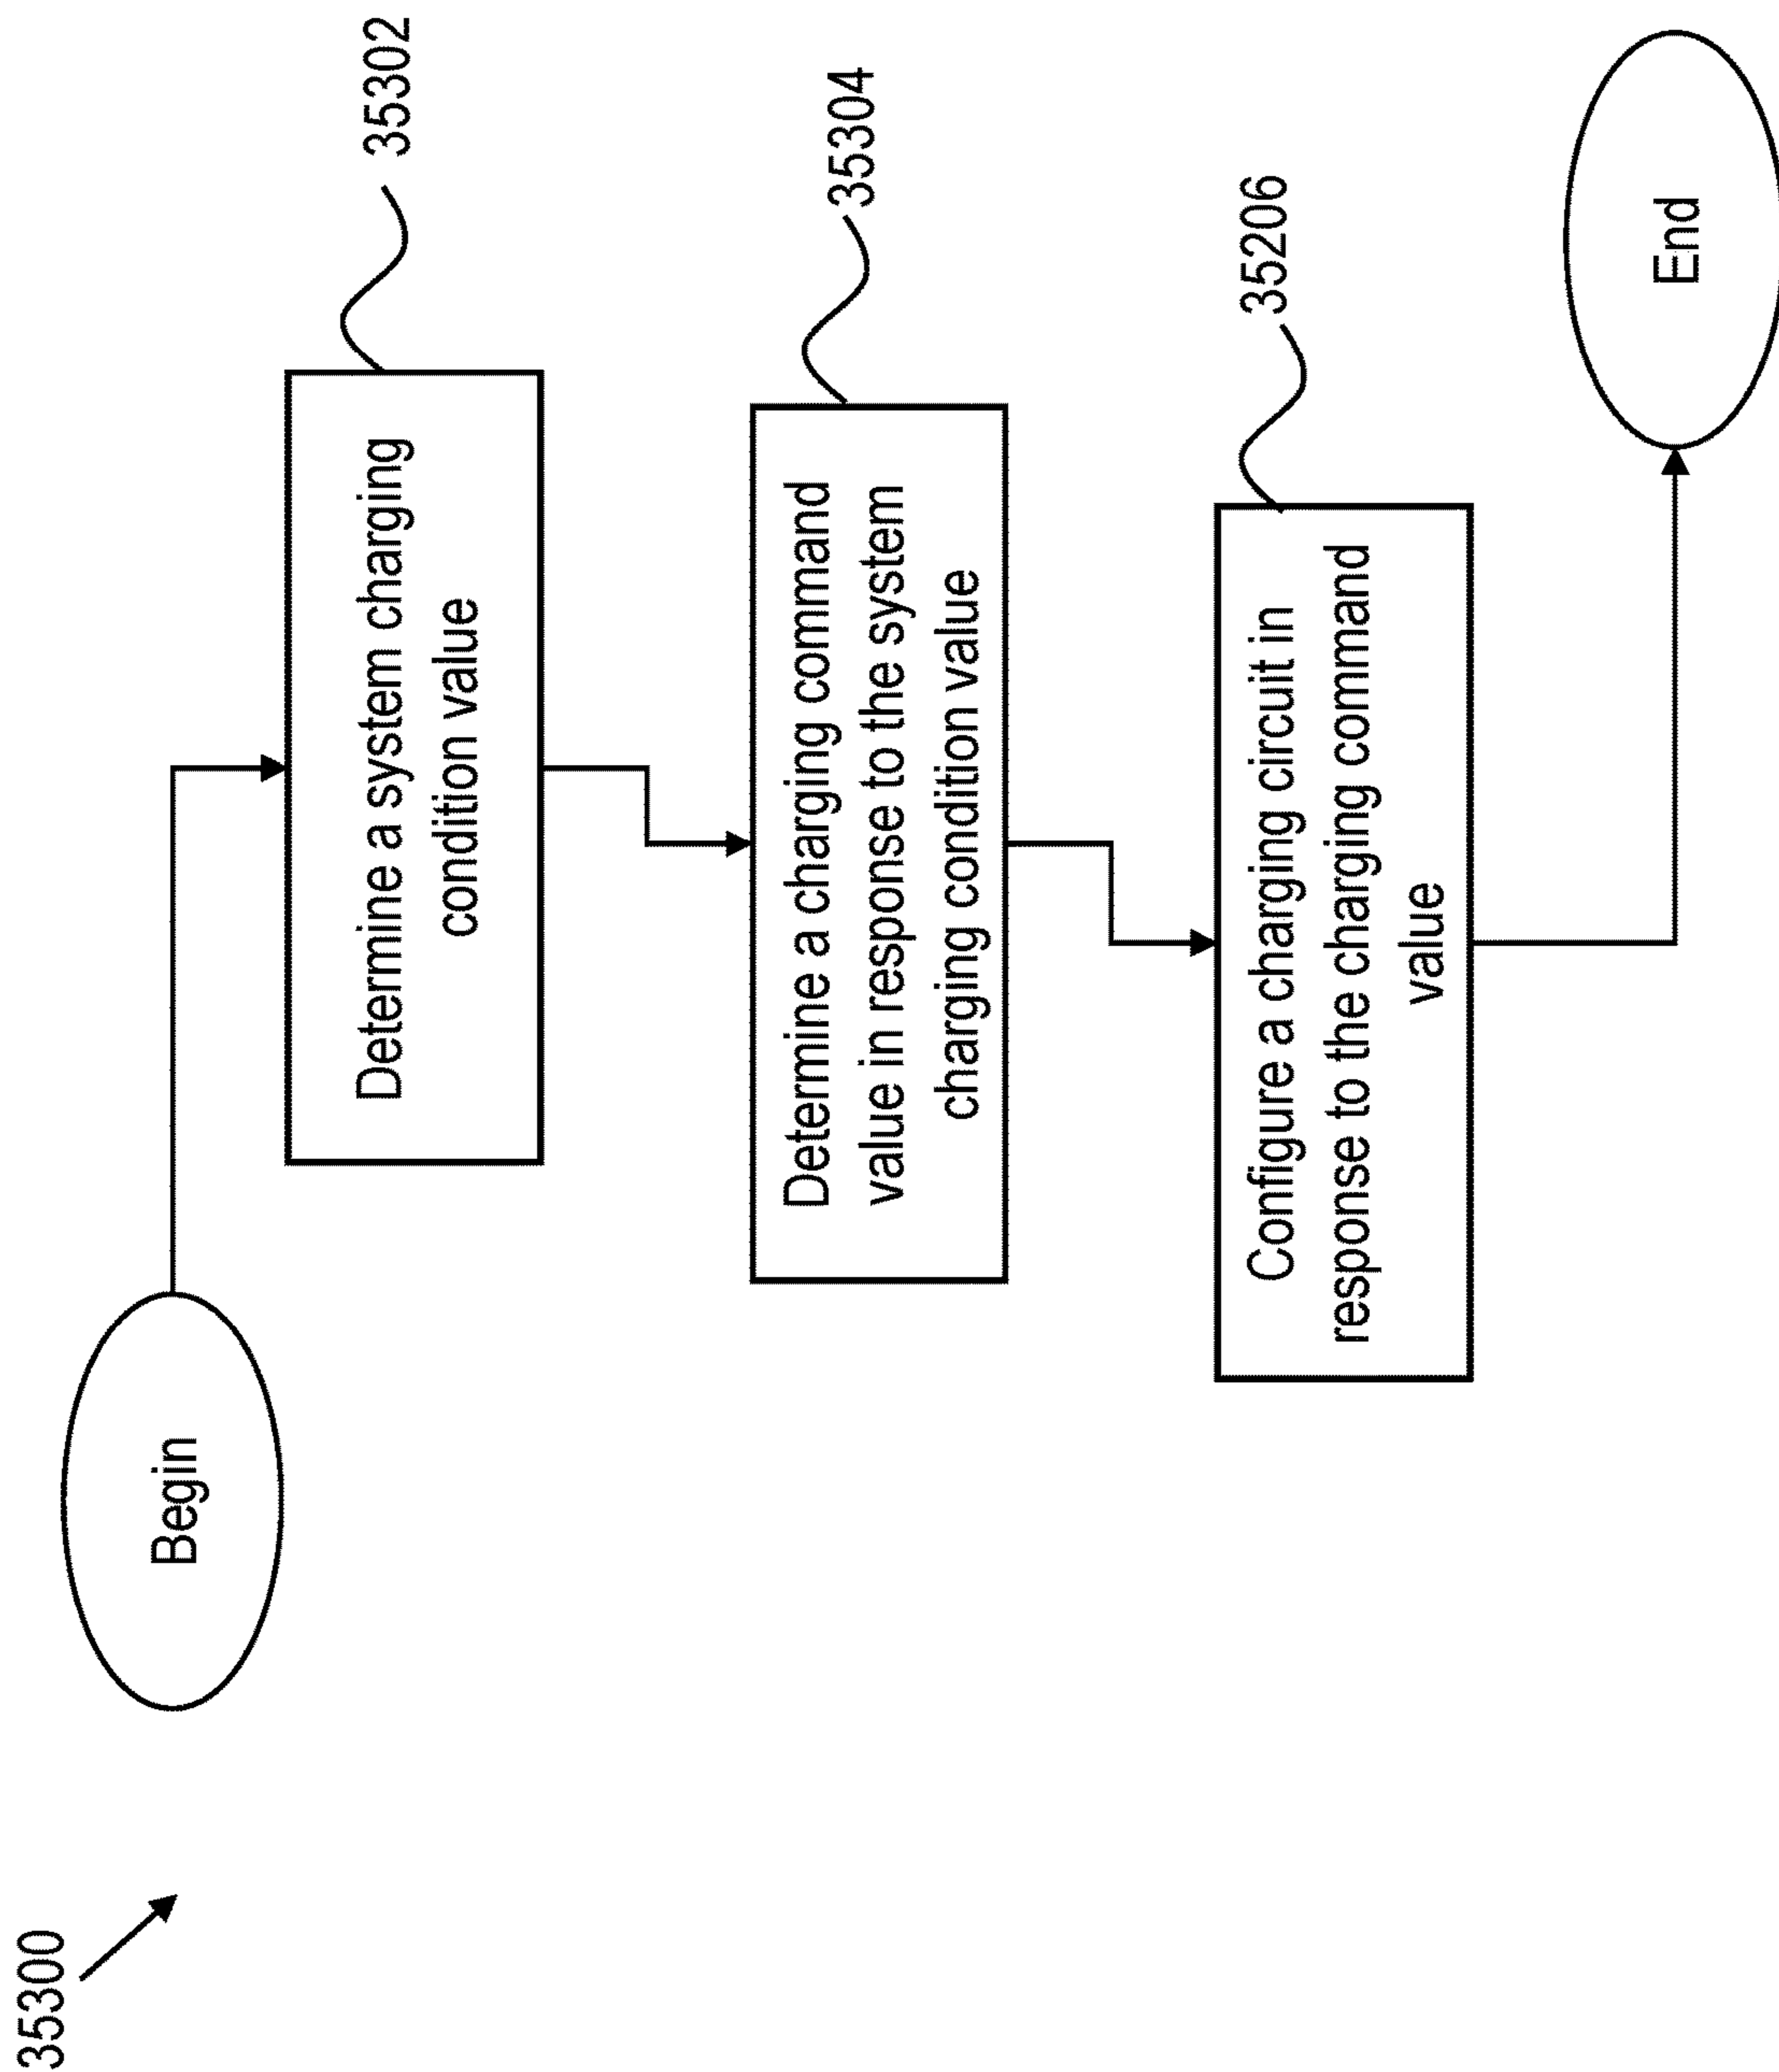 35300
Begin
Determine a system charging
condition value
35302
Determine a charging command
value in response to the system
charging condition value
35304
Configure a charging circuit in
response to the charging command
value
35206
End